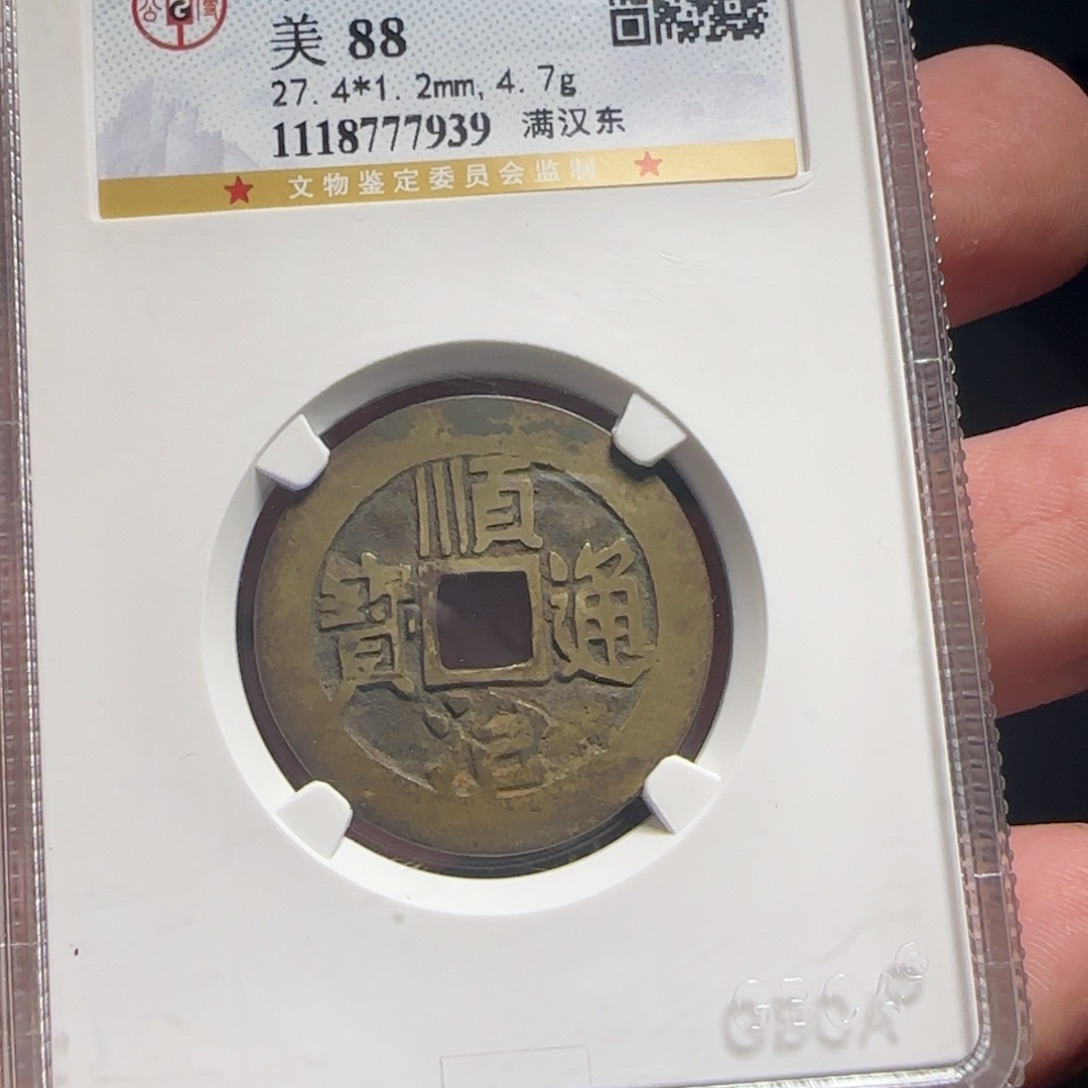 美 88
27.4*1.2mm,4.7g
1118777939 满汉东
文物鉴定委员会监制
順
寶 通
治
GBCA